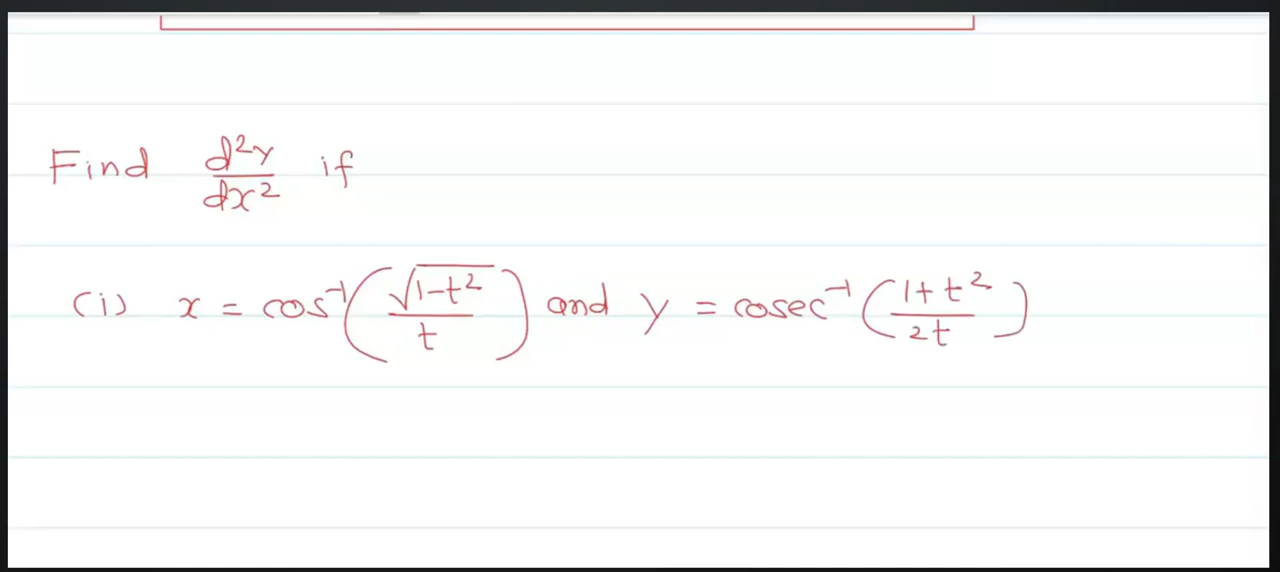 Find d²y/dx² if
(i) x = cos⁻¹(√(1-t²)/t) and y = cosec⁻¹((1+t²)/2t)